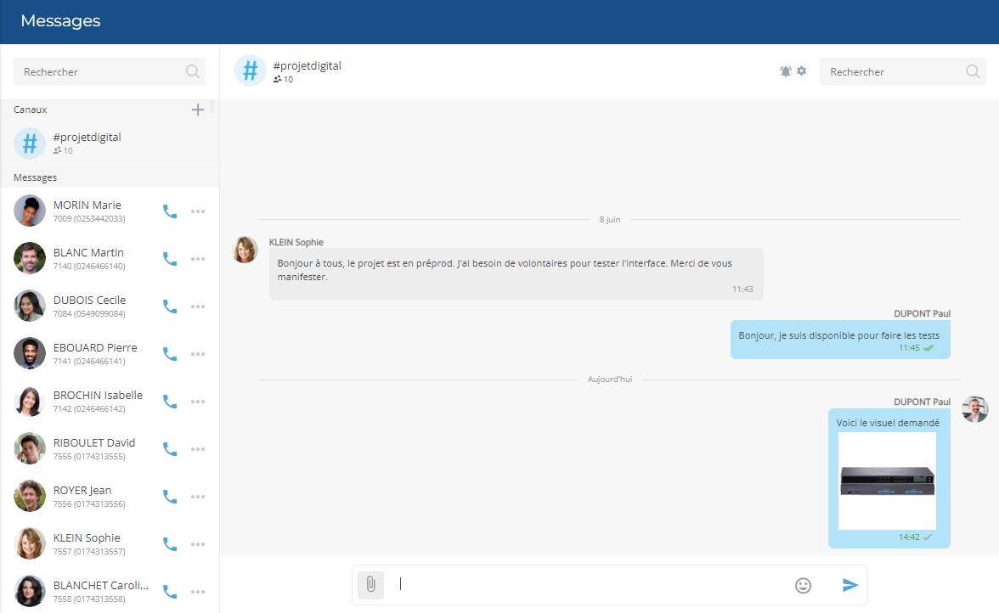 Messages
Rechercher
Canaux
#projetdigital
10
Messages
MORIN Marie
7009 (0253442033)
BLANC Martin
7140 (0246466140)
DUBOIS Cecile
7084 (0549099084)
EBOUARD Pierre
7141 (0246466141)
BROCHIN Isabelle
7142 (0246466142)
RIBOULET David
7555 (0174313555)
ROYER Jean
7556 (0174313556)
KLEIN Sophie
7557 (0174313557)
BLANCHET Caroli...
7558 (0174313558)
#
#projetdigital
10
Rechercher
8 juin
KLEIN Sophie
Bonjour à tous, le projet est en préprod. J'ai besoin de volontaires pour tester l'interface. Merci de vous
manifester.
11:43
DUPONT Paul
Bonjour, je suis disponible pour faire les tests
11:45
Aujourd'hui
DUPONT Paul
Voici le visuel demandé
14:42